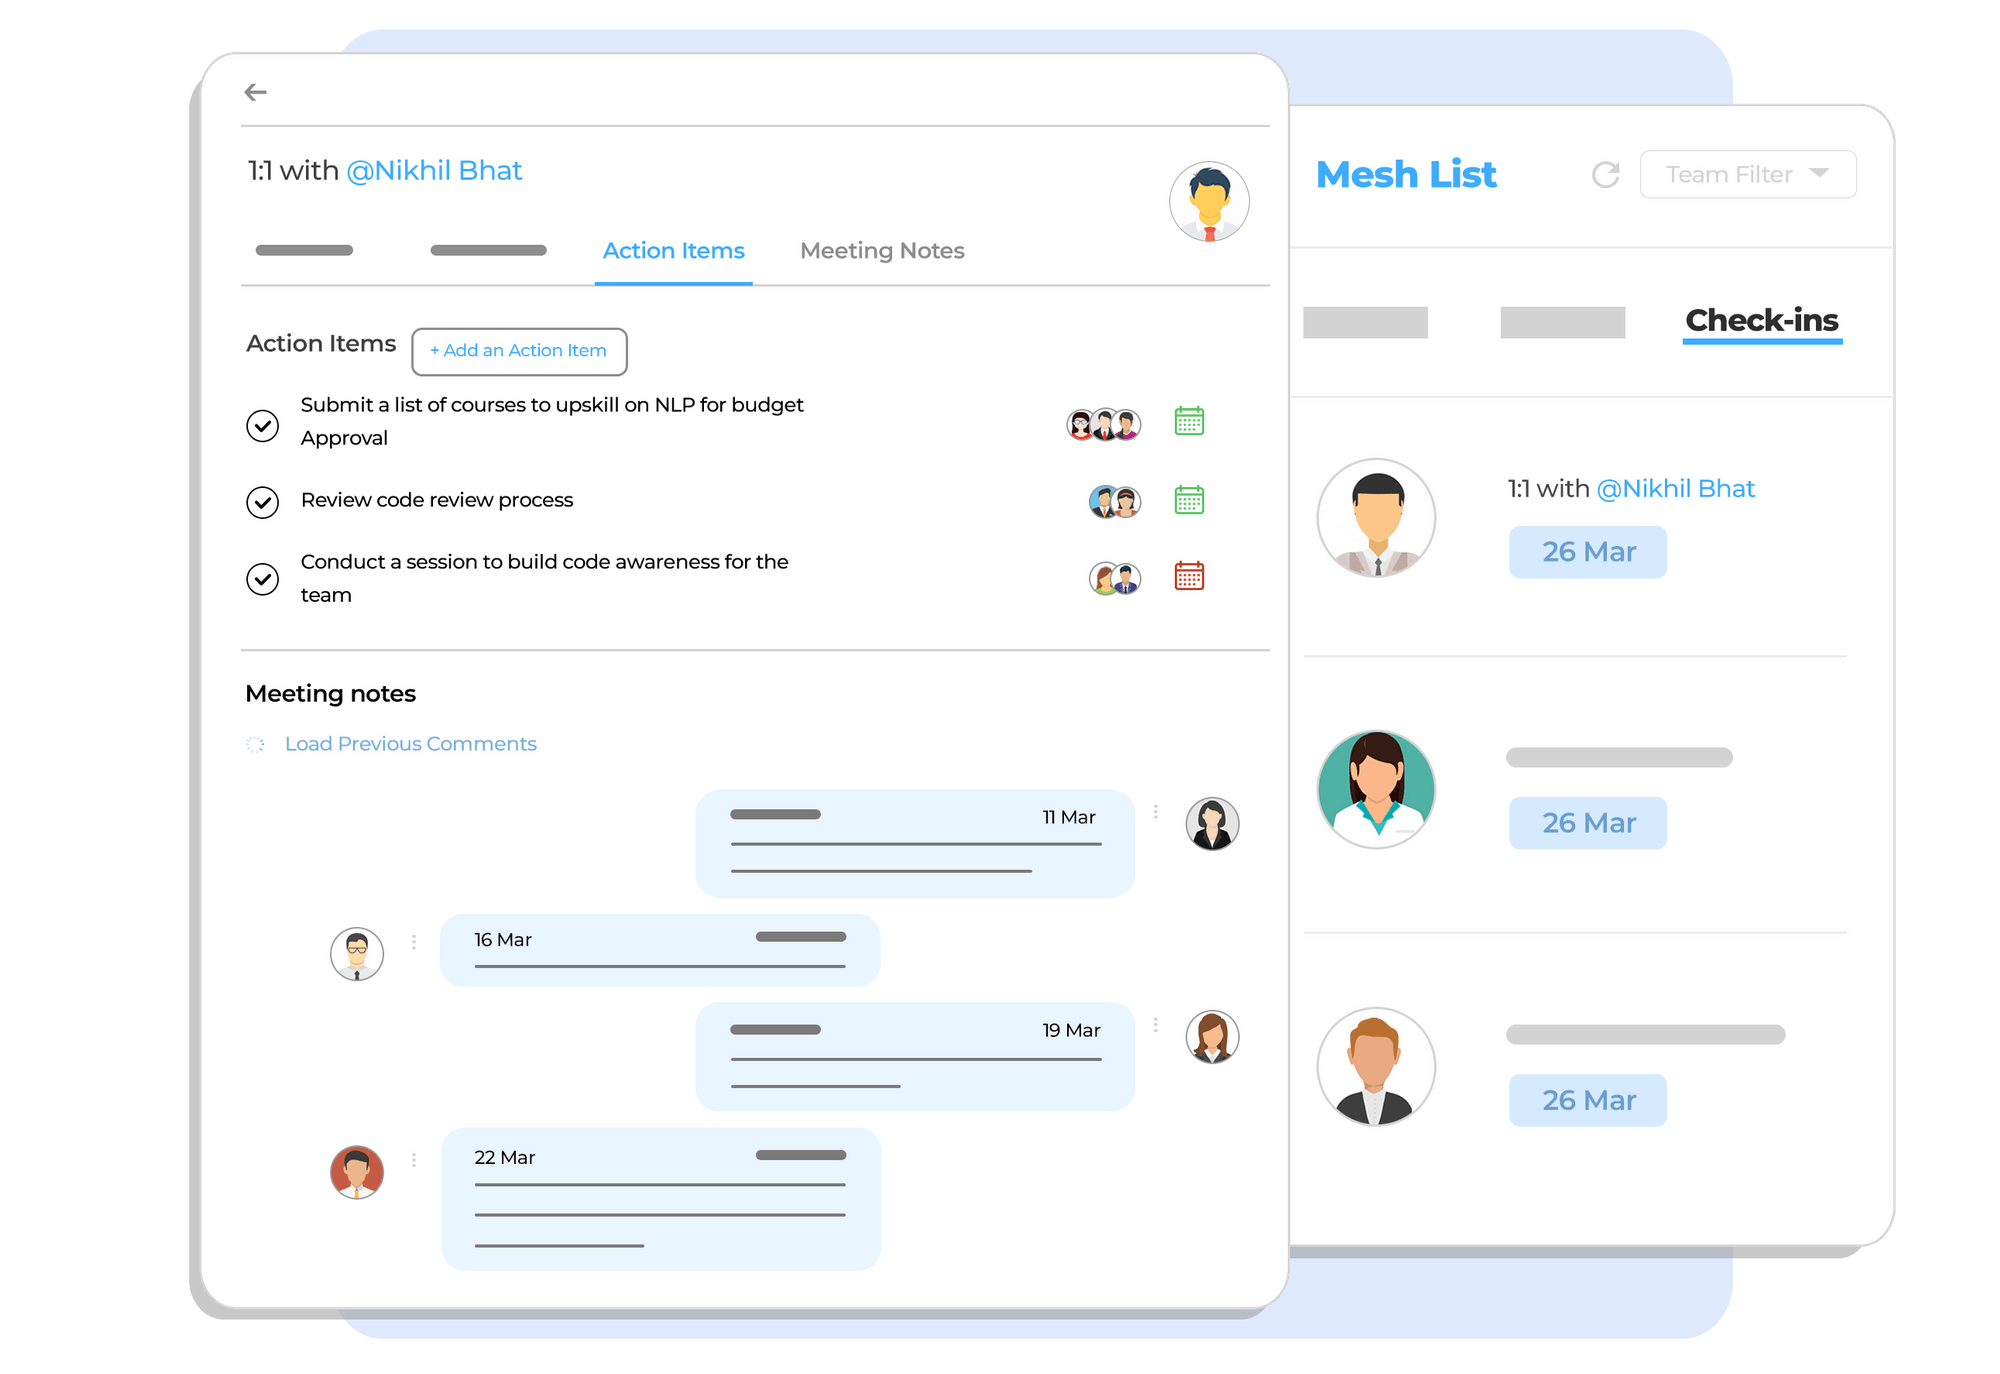 1:1 with @Nikhil Bhat
Action Items
Meeting Notes
Action Items
+ Add an Action Item
Submit a list of courses to upskill on NLP for budget
Approval
Review code review process
Conduct a session to build code awareness for the
team
Meeting notes
Load Previous Comments
11 Mar
16 Mar
19 Mar
22 Mar
Mesh List
Team Filter
Check-ins
1:1 with @Nikhil Bhat
26 Mar
26 Mar
26 Mar